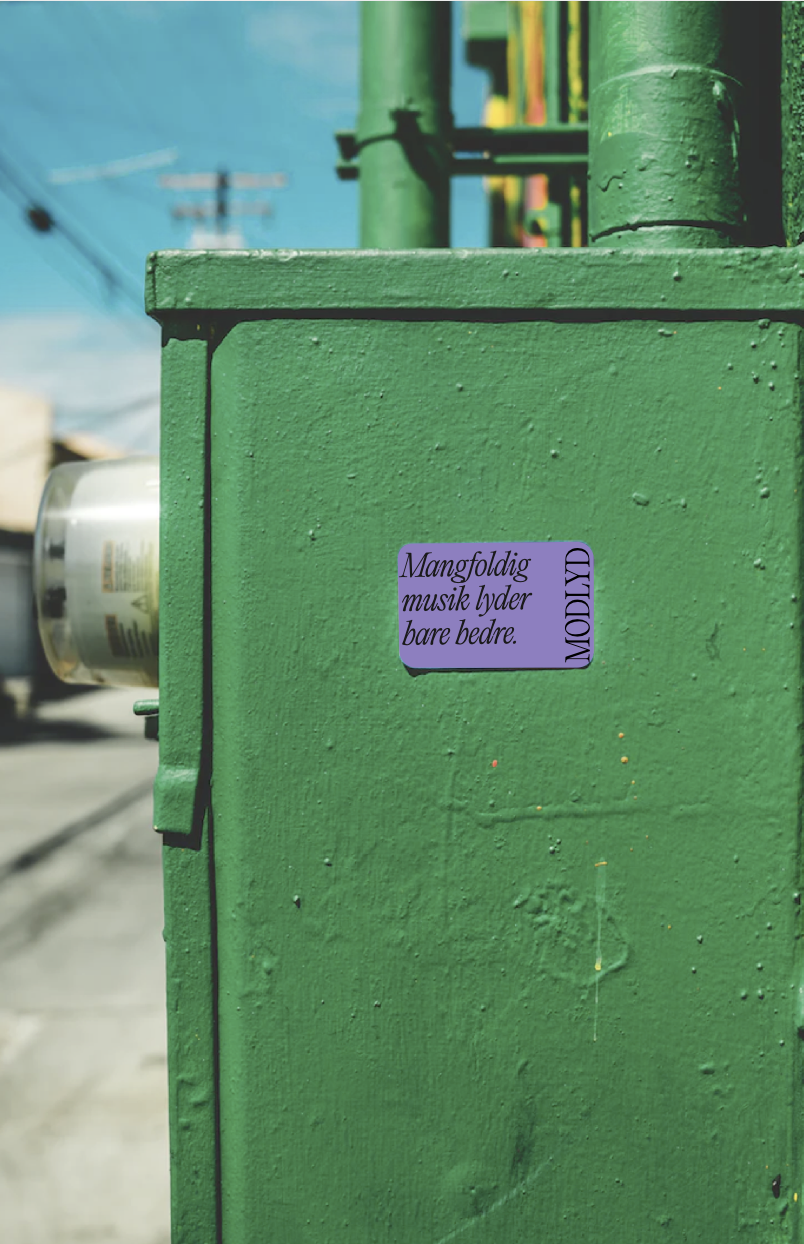 Mangfoldig
musik lyder
bare bedre.
MODLYD